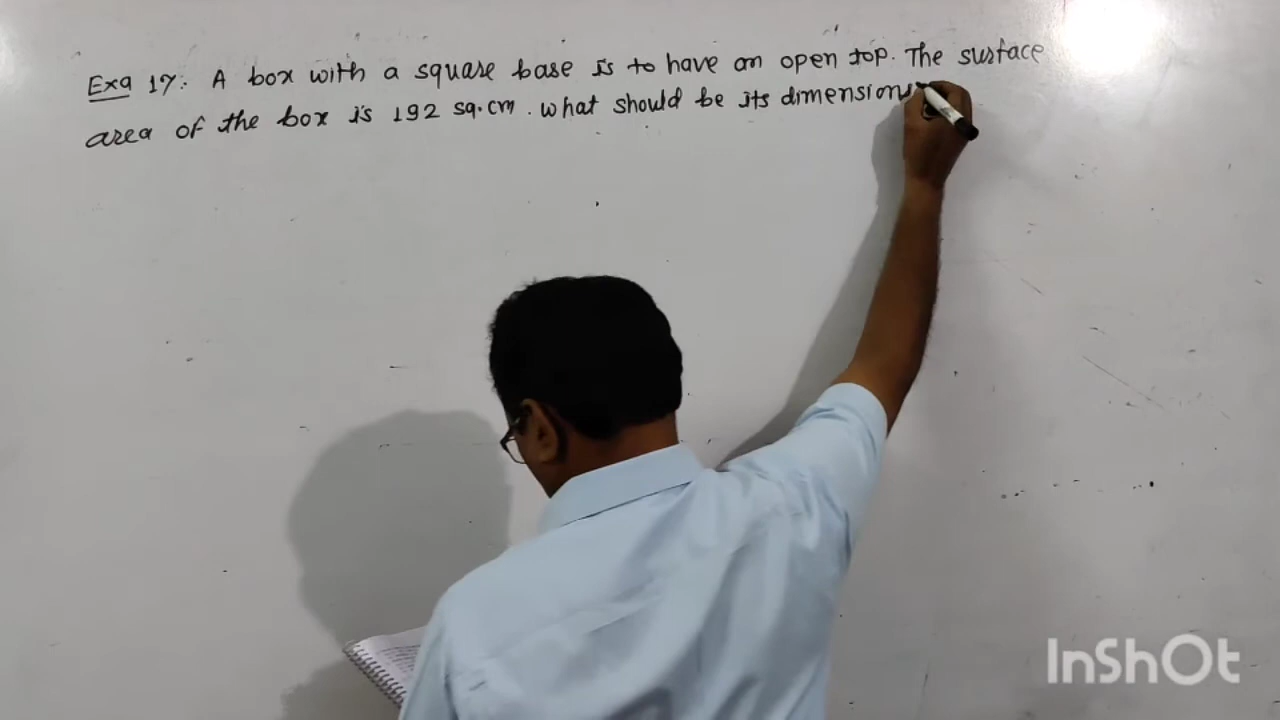 Exa 17: A box with a square base is to have an open top. The surface
area of the box is 192 sq.cm. What should be its dimensions
InShOt